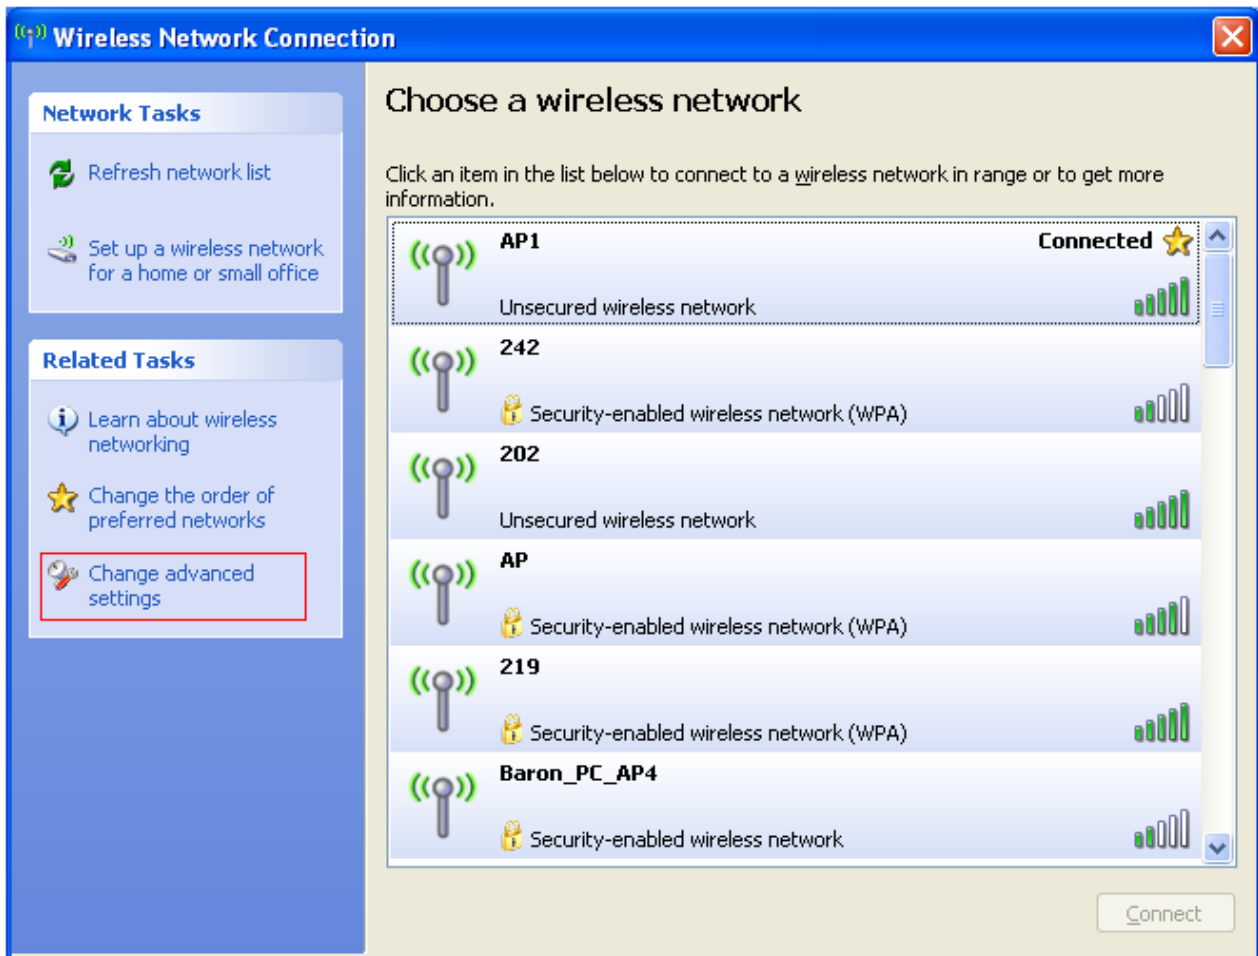 Wireless Network Connection
Network Tasks
Refresh network list
Set up a wireless network
for a home or small office
Related Tasks
Learn about wireless
networking
Change the order of
preferred networks
Change advanced
settings
Choose a wireless network
Click an item in the list below to connect to a wireless network in range or to get more
information.
AP1 Connected
Unsecured wireless network
242
Security-enabled wireless network (WPA)
202
Unsecured wireless network
AP
Security-enabled wireless network (WPA)
219
Security-enabled wireless network (WPA)
Baron_PC_AP4
Security-enabled wireless network
Connect